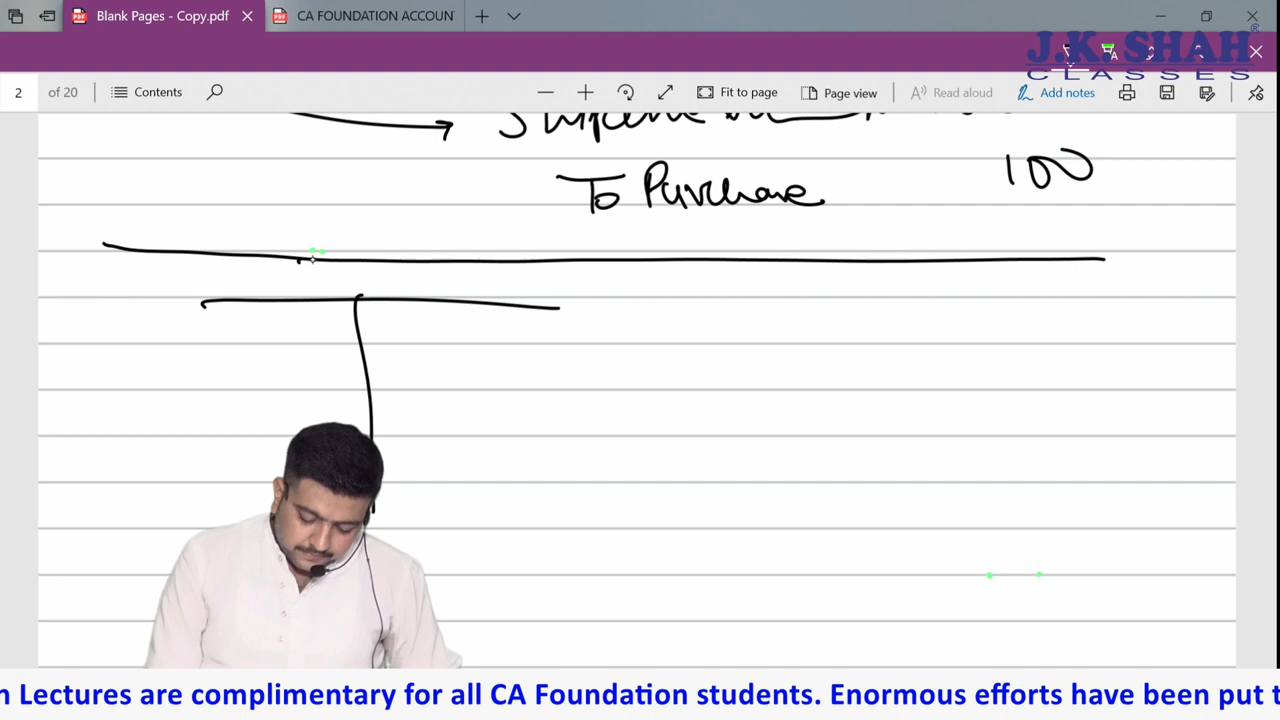 Blank Pages - Copy.pdf
CA FOUNDATION ACCOUN
J.K. SHAH®
CLASSES
2 of 20
Contents
Fit to page
Page view
Read aloud
Add notes
To Purchase 100
n Lectures are complimentary for all CA Foundation students. Enormous efforts have been put t